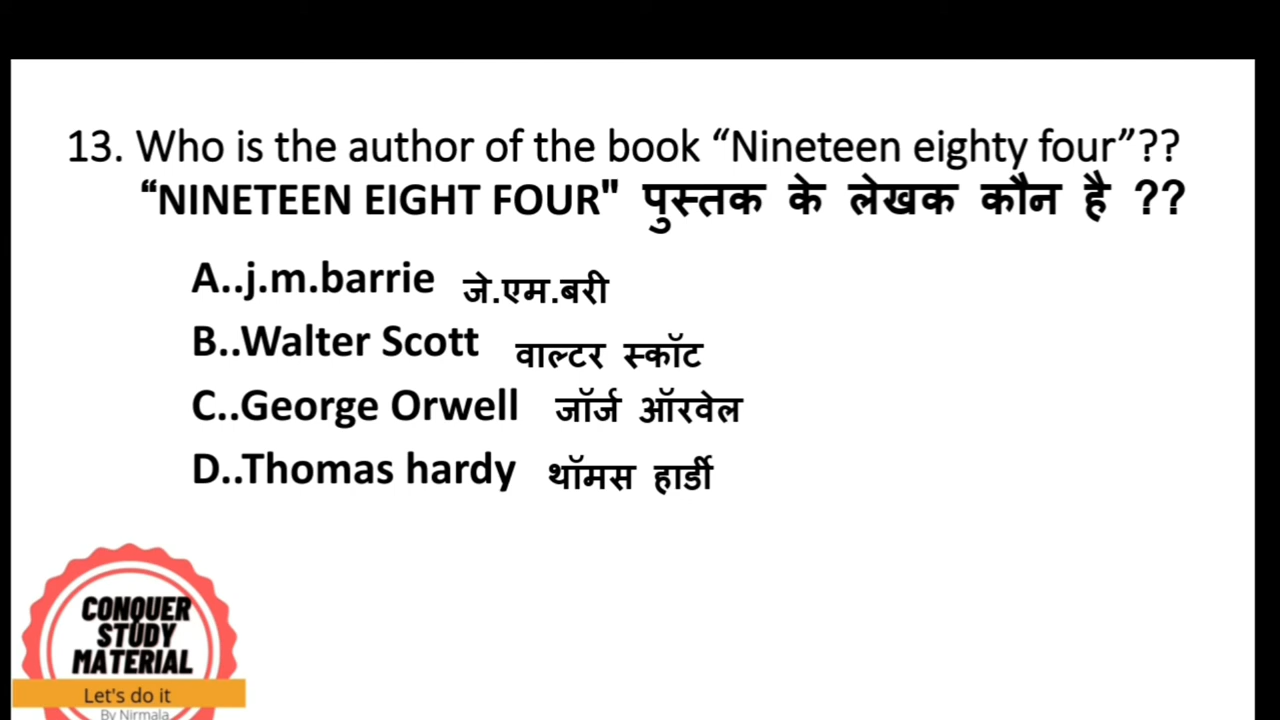 13. Who is the author of the book “Nineteen eighty four”??
“NINETEEN EIGHT FOUR" पुस्तक के लेखक कौन है ??
A..j.m.barrie जे.एम.बरी
B..Walter Scott वाल्टर स्कॉट
C..George Orwell जॉर्ज ऑरवेल
D..Thomas hardy थॉमस हार्डी
CONQUER
STUDY
MATERIAL
Let's do it
By Nirmala